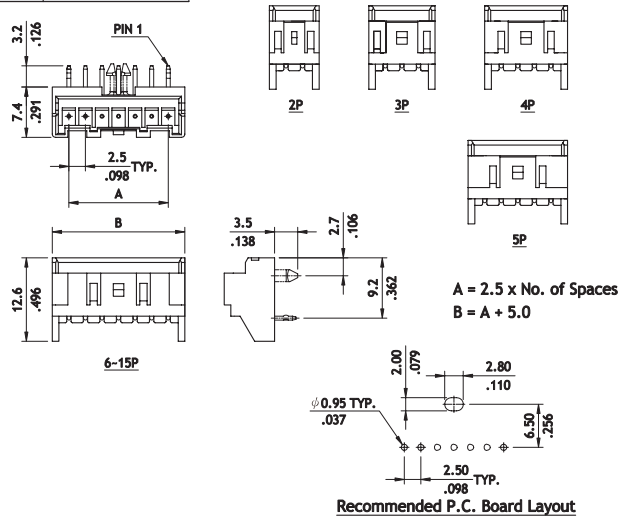 3.2
.126
PIN 1
7.4
.291
2.5
.098
TYP.
A
2P
3P
4P
5P
B
12.6
.496
6~15P
3.5
.138
2.7
.106
9.2
.362
A = 2.5 x No. of Spaces
B = A + 5.0
2.00
.079
2.80
.110
ϕ0.95 TYP.
.037
6.50
.256
2.50
.098
TYP.
Recommended P.C. Board Layout